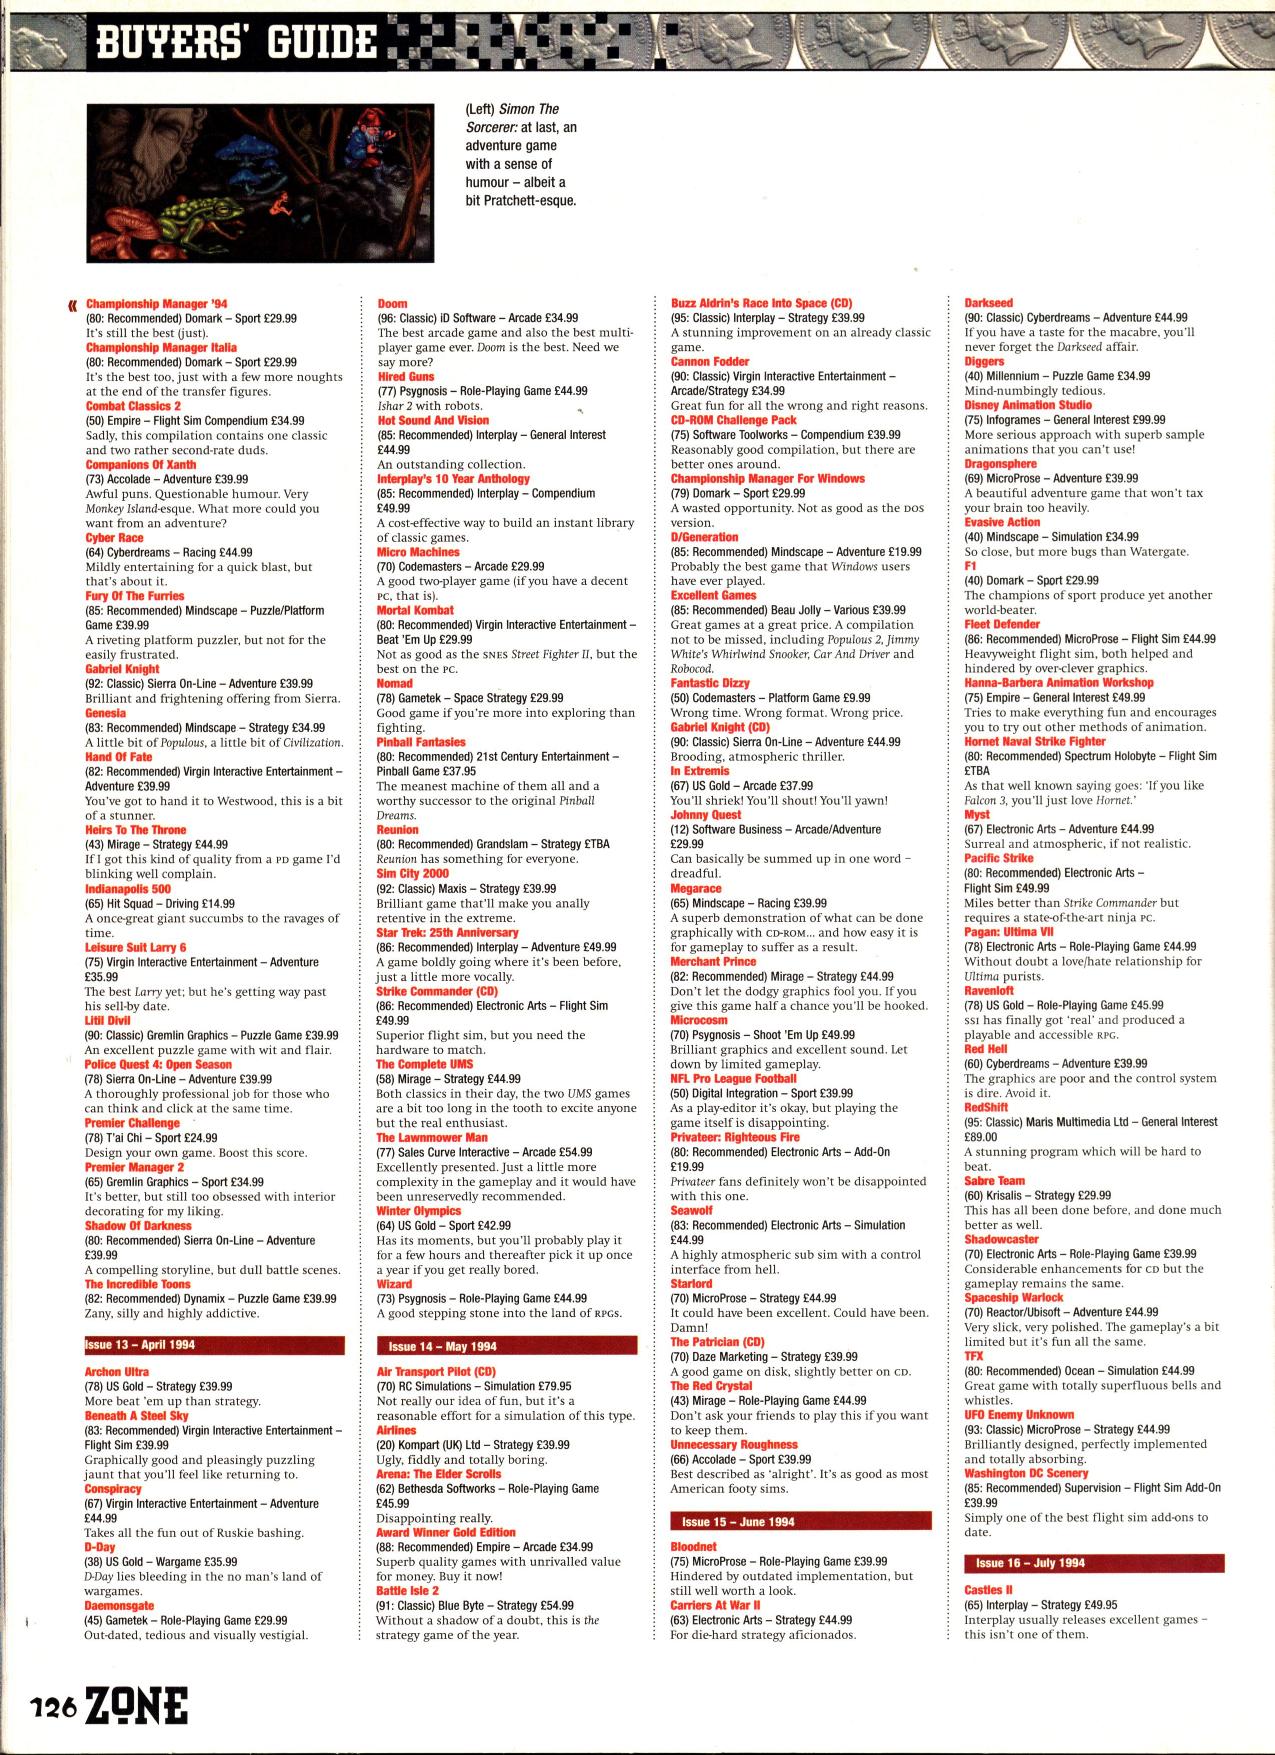 BUYERS' GUIDE
(Left) Simon The
Sorcerer: at last, an
adventure game
with a sense of
humour – albeit a
bit Pratchett-esque.
« Championship Manager '94
(80: Recommended) Domark – Sport £29.99
It's still the best (just).
Championship Manager Italia
(80: Recommended) Domark – Sport £29.99
It's the best too, just with a few more noughts
at the end of the transfer figures.
Combat Classics 2
(50) Empire – Flight Sim Compendium £34.99
Sadly, this compilation contains one classic
and two rather second-rate duds.
Companions Of Xanth
(73) Accolade – Adventure £39.99
Awful puns. Questionable humour. Very
Monkey Island-esque. What more could you
want from an adventure?
Cyber Race
(64) Cyberdreams – Racing £44.99
Mildly entertaining for a quick blast, but
that's about it.
Fury Of The Furries
(85: Recommended) Mindscape – Puzzle/Platform
Game £39.99
A riveting platform puzzler, but not for the
easily frustrated.
Gabriel Knight
(92: Classic) Sierra On-Line – Adventure £39.99
Brilliant and frightening offering from Sierra.
Genesia
(83: Recommended) Mindscape – Strategy £34.99
A little bit of Populous, a little bit of Civilization.
Hand Of Fate
(82: Recommended) Virgin Interactive Entertainment –
Adventure £39.99
You've got to hand it to Westwood, this is a bit
of a stunner.
Heirs To The Throne
(43) Mirage – Strategy £44.99
If I got this kind of quality from a PD game I'd
blinking well complain.
Indianapolis 500
(65) Hit Squad – Driving £14.99
A once-great giant succumbs to the ravages of
time.
Leisure Suit Larry 6
(75) Virgin Interactive Entertainment – Adventure
£35.99
The best Larry yet; but he's getting way past
his sell-by date.
Litil Divil
(90: Classic) Gremlin Graphics – Puzzle Game £39.99
An excellent puzzle game with wit and flair.
Police Quest 4: Open Season
(78) Sierra On-Line – Adventure £39.99
A thoroughly professional job for those who
can think and click at the same time.
Premier Challenge
(78) T'ai Chi – Sport £24.99
Design your own game. Boost this score.
Premier Manager 2
(65) Gremlin Graphics – Sport £34.99
It's better, but still too obsessed with interior
decorating for my liking.
Shadow Of Darkness
(80: Recommended) Sierra On-Line – Adventure
£39.99
A compelling storyline, but dull battle scenes.
The Incredible Toons
(82: Recommended) Dynamix – Puzzle Game £39.99
Zany, silly and highly addictive.
Issue 13 – April 1994
Archon Ultra
(78) US Gold – Strategy £39.99
More beat 'em up than strategy.
Beneath A Steel Sky
(83: Recommended) Virgin Interactive Entertainment –
Flight Sim £39.99
Graphically good and pleasingly puzzling
jaunt that you'll feel like returning to.
Conspiracy
(67) Virgin Interactive Entertainment – Adventure
£44.99
Takes all the fun out of Ruskie bashing.
D-Day
(38) US Gold – Wargame £35.99
D-Day lies bleeding in the no man's land of
wargames.
Daemonsgate
(45) Gametek – Role-Playing Game £29.99
Out-dated, tedious and visually vestigial.
Doom
(96: Classic) iD Software – Arcade £34.99
The best arcade game and also the best multi-
player game ever. Doom is the best. Need we
say more?
Hired Guns
(77) Psygnosis – Role-Playing Game £44.99
Ishar 2 with robots.
Hot Sound And Vision
(85: Recommended) Interplay – General Interest
£44.99
An outstanding collection.
Interplay's 10 Year Anthology
(85: Recommended) Interplay – Compendium
£49.99
A cost-effective way to build an instant library
of classic games.
Micro Machines
(70) Codemasters – Arcade £29.99
A good two-player game (if you have a decent
PC, that is).
Mortal Kombat
(80: Recommended) Virgin Interactive Entertainment –
Beat 'Em Up £29.99
Not as good as the SNES Street Fighter II, but the
best on the PC.
Nomad
(78) Gametek – Space Strategy £29.99
Good game if you're more into exploring than
fighting.
Pinball Fantasies
(80: Recommended) 21st Century Entertainment –
Pinball Game £37.95
The meanest machine of them all and a
worthy successor to the original Pinball
Dreams.
Reunion
(80: Recommended) Grandslam – Strategy £TBA
Reunion has something for everyone.
Sim City 2000
(92: Classic) Maxis – Strategy £39.99
Brilliant game that'll make you anally
retentive in the extreme.
Star Trek: 25th Anniversary
(86: Recommended) Interplay – Adventure £49.99
A game boldly going where it's been before,
just a little more vocally.
Strike Commander (CD)
(86: Recommended) Electronic Arts – Flight Sim
£49.99
Superior flight sim, but you need the
hardware to match.
The Complete UMS
(58) Mirage – Strategy £44.99
Both classics in their day, the two UMS games
are a bit too long in the tooth to excite anyone
but the real enthusiast.
The Lawnmower Man
(77) Sales Curve Interactive – Arcade £54.99
Excellently presented. Just a little more
complexity in the gameplay and it would have
been unreservedly recommended.
Winter Olympics
(64) US Gold – Sport £42.99
Has its moments, but you'll probably play it
for a few hours and thereafter pick it up once
a year if you get really bored.
Wizard
(73) Psygnosis – Role-Playing Game £44.99
A good stepping stone into the land of RPGs.
Issue 14 – May 1994
Air Transport Pilot (CD)
(70) RC Simulations – Simulation £79.95
Not really our idea of fun, but it's a
reasonable effort for a simulation of this type.
Airlines
(20) Kompart (UK) Ltd – Strategy £39.99
Ugly, fiddly and totally boring.
Arena: The Elder Scrolls
(62) Bethesda Softworks – Role-Playing Game
£45.99
Disappointing really.
Award Winner Gold Edition
(88: Recommended) Empire – Arcade £34.99
Superb quality games with unrivalled value
for money. Buy it now!
Battle Isle 2
(91: Classic) Blue Byte – Strategy £54.99
Without a shadow of a doubt, this is the
strategy game of the year.
Buzz Aldrin's Race Into Space (CD)
(95: Classic) Interplay – Strategy £39.99
A stunning improvement on an already classic
game.
Cannon Fodder
(90: Classic) Virgin Interactive Entertainment –
Arcade/Strategy £34.99
Great fun for all the wrong and right reasons.
CD-ROM Challenge Pack
(75) Software Toolworks – Compendium £39.99
Reasonably good compilation, but there are
better ones around.
Championship Manager For Windows
(79) Domark – Sport £29.99
A wasted opportunity. Not as good as the DOS
version.
D/Generation
(85: Recommended) Mindscape – Adventure £19.99
Probably the best game that Windows users
have ever played.
Excellent Games
(85: Recommended) Beau Jolly – Various £39.99
Great games at a great price. A compilation
not to be missed, including Populous 2, Jimmy
White's Whirlwind Snooker, Car And Driver and
Robocod.
Fantastic Dizzy
(50) Codemasters – Platform Game £9.99
Wrong time. Wrong format. Wrong price.
Gabriel Knight (CD)
(90: Classic) Sierra On-Line – Adventure £44.99
Brooding, atmospheric thriller.
In Extremis
(67) US Gold – Arcade £37.99
You'll shriek! You'll shout! You'll yawn!
Johnny Quest
(12) Software Business – Arcade/Adventure
£29.99
Can basically be summed up in one word –
dreadful.
Megarace
(65) Mindscape – Racing £39.99
A superb demonstration of what can be done
graphically with CD-ROM... and how easy it is
for gameplay to suffer as a result.
Merchant Prince
(82: Recommended) Mirage – Strategy £44.99
Don't let the dodgy graphics fool you. If you
give this game half a chance you'll be hooked.
Microcosm
(70) Psygnosis – Shoot 'Em Up £49.99
Brilliant graphics and excellent sound. Let
down by limited gameplay.
NFL Pro League Football
(50) Digital Integration – Sport £39.99
As a play-editor it's okay, but playing the
game itself is disappointing.
Privateer: Righteous Fire
(80: Recommended) Electronic Arts – Add-On
£19.99
Privateer fans definitely won't be disappointed
with this one.
Seawolf
(83: Recommended) Electronic Arts – Simulation
£44.99
A highly atmospheric sub sim with a control
interface from hell.
Starlord
(70) MicroProse – Strategy £44.99
It could have been excellent. Could have been.
Damn!
The Patrician (CD)
(70) Daze Marketing – Strategy £39.99
A good game on disk, slightly better on CD.
The Red Crystal
(43) Mirage – Role-Playing Game £44.99
Don't ask your friends to play this if you want
to keep them.
Unnecessary Roughness
(66) Accolade – Sport £39.99
Best described as 'alright'. It's as good as most
American footy sims.
Issue 15 – June 1994
Bloodnet
(75) MicroProse – Role-Playing Game £39.99
Hindered by outdated implementation, but
still well worth a look.
Carriers At War II
(63) Electronic Arts – Strategy £44.99
For die-hard strategy aficionados.
Darkseed
(90: Classic) Cyberdreams – Adventure £44.99
If you have a taste for the macabre, you'll
never forget the Darkseed affair.
Diggers
(40) Millennium – Puzzle Game £34.99
Mind-numbingly tedious.
Disney Animation Studio
(75) Infogrames – General Interest £99.99
More serious approach with superb sample
animations that you can't use!
Dragonsphere
(69) MicroProse – Adventure £39.99
A beautiful adventure game that won't tax
your brain too heavily.
Evasive Action
(40) Mindscape – Simulation £34.99
So close, but more bugs than Watergate.
F1
(40) Domark – Sport £29.99
The champions of sport produce yet another
world-beater.
Fleet Defender
(86: Recommended) MicroProse – Flight Sim £44.99
Heavyweight flight sim, both helped and
hindered by over-clever graphics.
Hanna-Barbera Animation Workshop
(75) Empire – General Interest £49.99
Tries to make everything fun and encourages
you to try out other methods of animation.
Hornet Naval Strike Fighter
(80: Recommended) Spectrum Holobyte – Flight Sim
£TBA
As that well known saying goes: 'If you like
Falcon 3, you'll just love Hornet.'
Myst
(67) Electronic Arts – Adventure £44.99
Surreal and atmospheric, if not realistic.
Pacific Strike
(80: Recommended) Electronic Arts –
Flight Sim £49.99
Miles better than Strike Commander but
requires a state-of-the-art ninja PC.
Pagan: Ultima VII
(78) Electronic Arts – Role-Playing Game £44.99
Without doubt a love/hate relationship for
Ultima purists.
Ravenloft
(78) US Gold – Role-Playing Game £45.99
SSI has finally got 'real' and produced a
playable and accessible RPG.
Red Hell
(60) Cyberdreams – Adventure £39.99
The graphics are poor and the control system
is dire. Avoid it.
RedShift
(95: Classic) Maris Multimedia Ltd – General Interest
£89.00
A stunning program which will be hard to
beat.
Sabre Team
(60) Krisalis – Strategy £29.99
This has all been done before, and done much
better as well.
Shadowcaster
(70) Electronic Arts – Role-Playing Game £39.99
Considerable enhancements for CD but the
gameplay remains the same.
Spaceship Warlock
(70) Reactor/Ubisoft – Adventure £44.99
Very slick, very polished. The gameplay's a bit
limited but it's fun all the same.
TFX
(80: Recommended) Ocean – Simulation £44.99
Great game with totally superfluous bells and
whistles.
UFO Enemy Unknown
(93: Classic) MicroProse – Strategy £44.99
Brilliantly designed, perfectly implemented
and totally absorbing.
Washington DC Scenery
(85: Recommended) Supervision – Flight Sim Add-On
£39.99
Simply one of the best flight sim add-ons to
date.
Issue 16 – July 1994
Castles II
(65) Interplay – Strategy £49.95
Interplay usually releases excellent games –
this isn't one of them.
126 ZONE